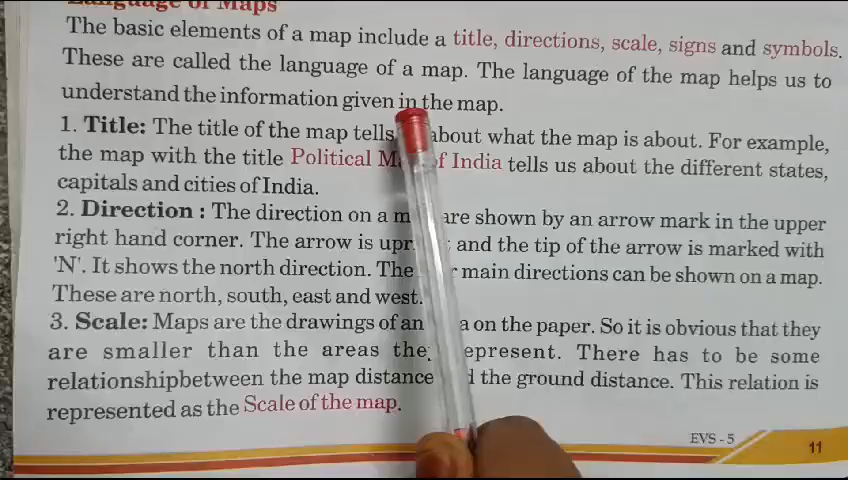 Language of Maps
The basic elements of a map include a title, directions, scale, signs and symbols.
These are called the language of a map. The language of the map helps us to
understand the information given in the map.
1. Title: The title of the map tells about what the map is about. For example,
the map with the title Political of India tells us about the different states,
capitals and cities of India.
2. Direction : The direction on a are shown by an arrow mark in the upper
right hand corner. The arrow is and the tip of the arrow is marked with
'N'. It shows the north direction. The main directions can be shown on a map.
These are north, south, east and west.
3. Scale: Maps are the drawings of an on the paper. So it is obvious that they
are smaller than the areas represent. There has to be some
relationshipbetween the map distance the ground distance. This relation is
represented as the Scale of the map.
EVS - 5
11